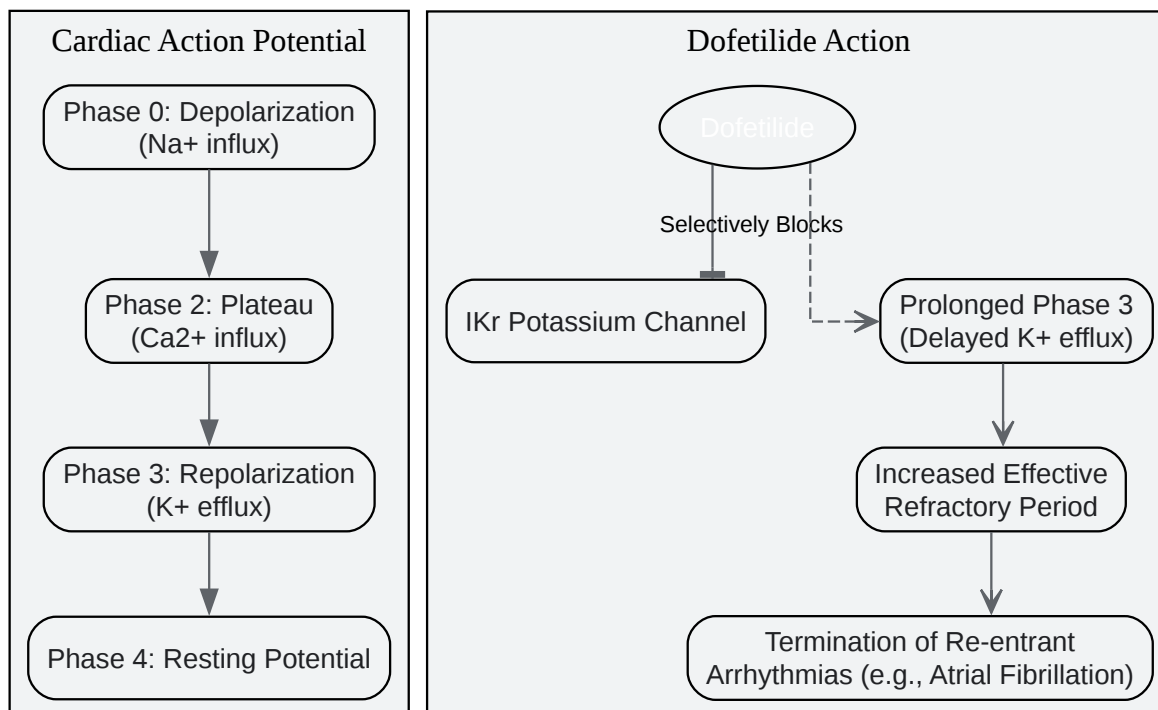 Cardiac Action Potential
Phase 0: Depolarization
(Na+ influx)
Phase 2: Plateau
(Ca2+ influx)
Phase 3: Repolarization
(K+ efflux)
Phase 4: Resting Potential
Dofetilide Action
Dofetilide
Selectively Blocks
IKr Potassium Channel
Prolonged Phase 3
(Delayed K+ efflux)
Increased Effective
Refractory Period
Termination of Re-entrant
Arrhythmias (e.g., Atrial Fibrillation)